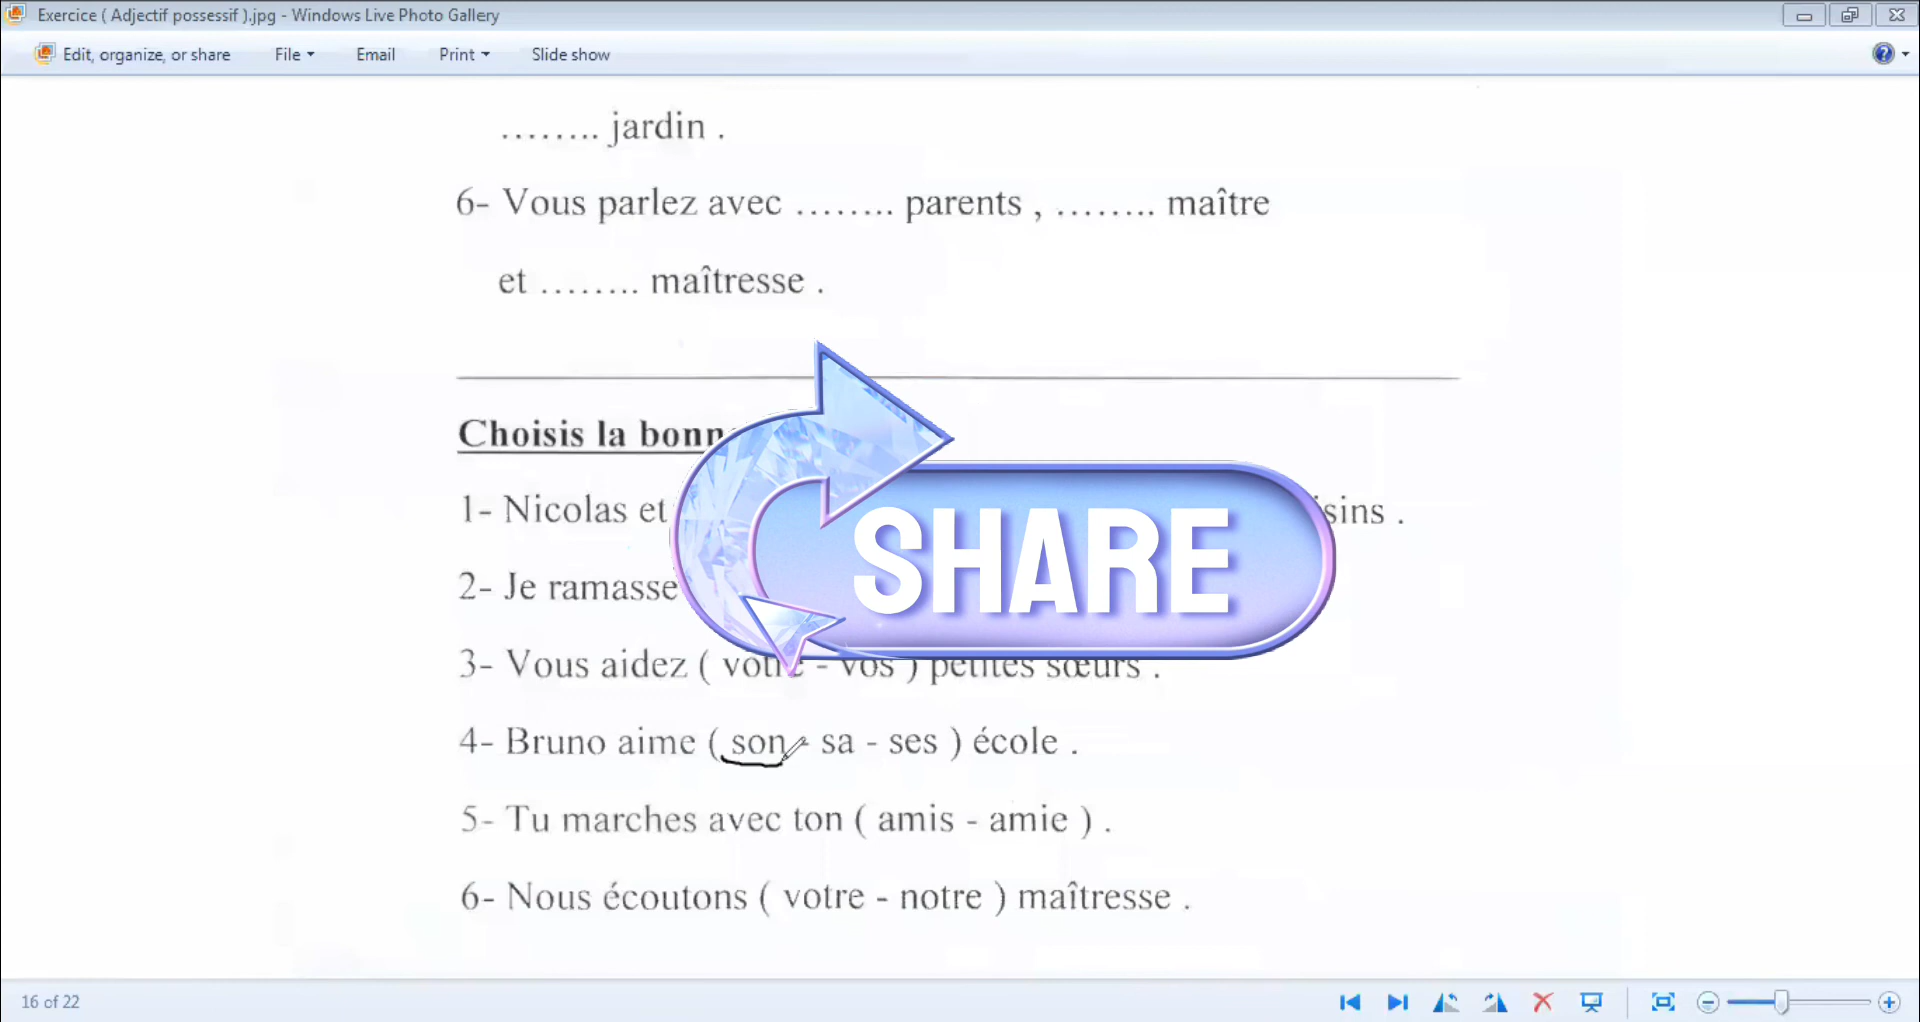 Exercice ( Adjectif possessif ).jpg - Windows Live Photo Gallery
Edit, organize, or share File Email Print Slide show
........ jardin .
6- Vous parlez avec ........ parents , ........ maître
et ........ maîtresse .
Choisis la
1- Nicolas et
SHARE
2- Je ramasse
3- Vous aidez ( votre - vos ) petites sœurs .
4- Bruno aime ( son - sa - ses ) école .
5- Tu marches avec ton ( amis - amie ) .
6- Nous écoutons ( votre - notre ) maîtresse .
16 of 22